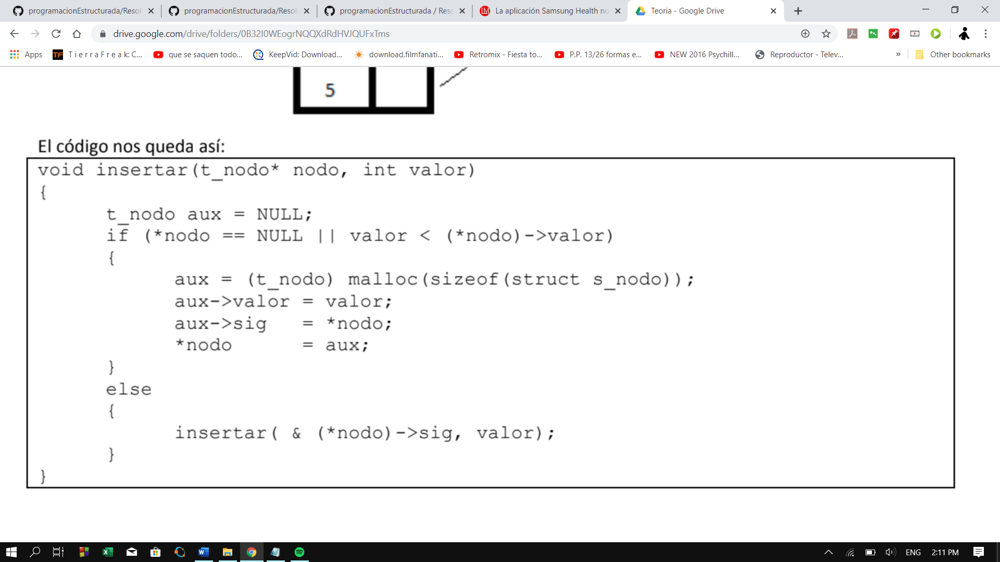 programacionEstructurada/Resol
programacionEstructurada/Resol
programacionEstructurada / Reso
LM La aplicación Samsung Health no
Teoria - Google Drive
drive.google.com/drive/folders/0B32I0WEogrNQQXdRdHVJQUFxTms
Apps
TF T i e r r a F r e a k: C...
que se saquen todo...
KeepVid: Download...
download.filmfanati...
Retromix - Fiesta to...
P.P. 13/26 formas e...
NEW 2016 Psychill...
Reproductor - Telev...
»
Other bookmarks
5
El código nos queda así:
void insertar(t_nodo* nodo, int valor)
{
t_nodo aux = NULL;
if (*nodo == NULL || valor < (*nodo)->valor)
{
aux = (t_nodo) malloc(sizeof(struct s_nodo));
aux->valor = valor;
aux->sig = *nodo;
*nodo = aux;
}
else
{
insertar( & (*nodo)->sig, valor);
}
}
ENG
2:11 PM